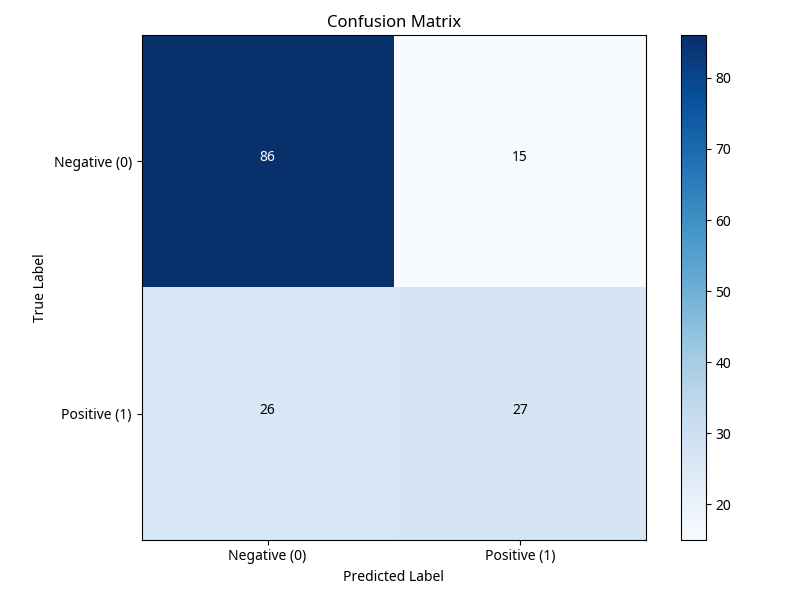 Confusion Matrix
True Label
Negative (0)
86
15
Positive (1)
26
27
Negative (0)
Positive (1)
Predicted Label
80
70
60
50
40
30
20